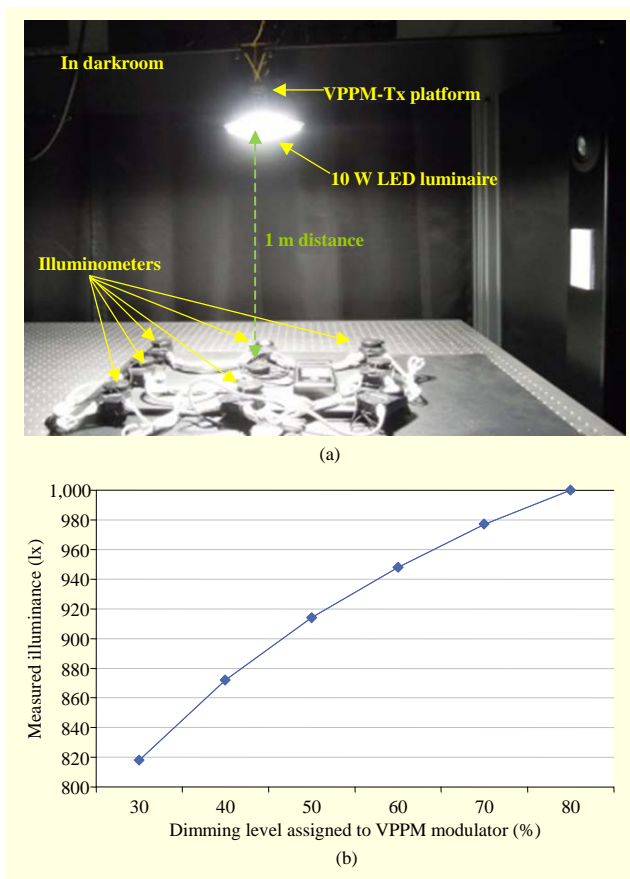 In darkroom
VPPM-Tx platform
10 W LED luminaire
1 m distance
Illuminometers
(a)
1,000
980
960
940
920
900
880
860
840
820
800
Measured illuminance (lx)
30 40 50 60 70 80
Dimming level assigned to VPPM modulator (%)
(b)